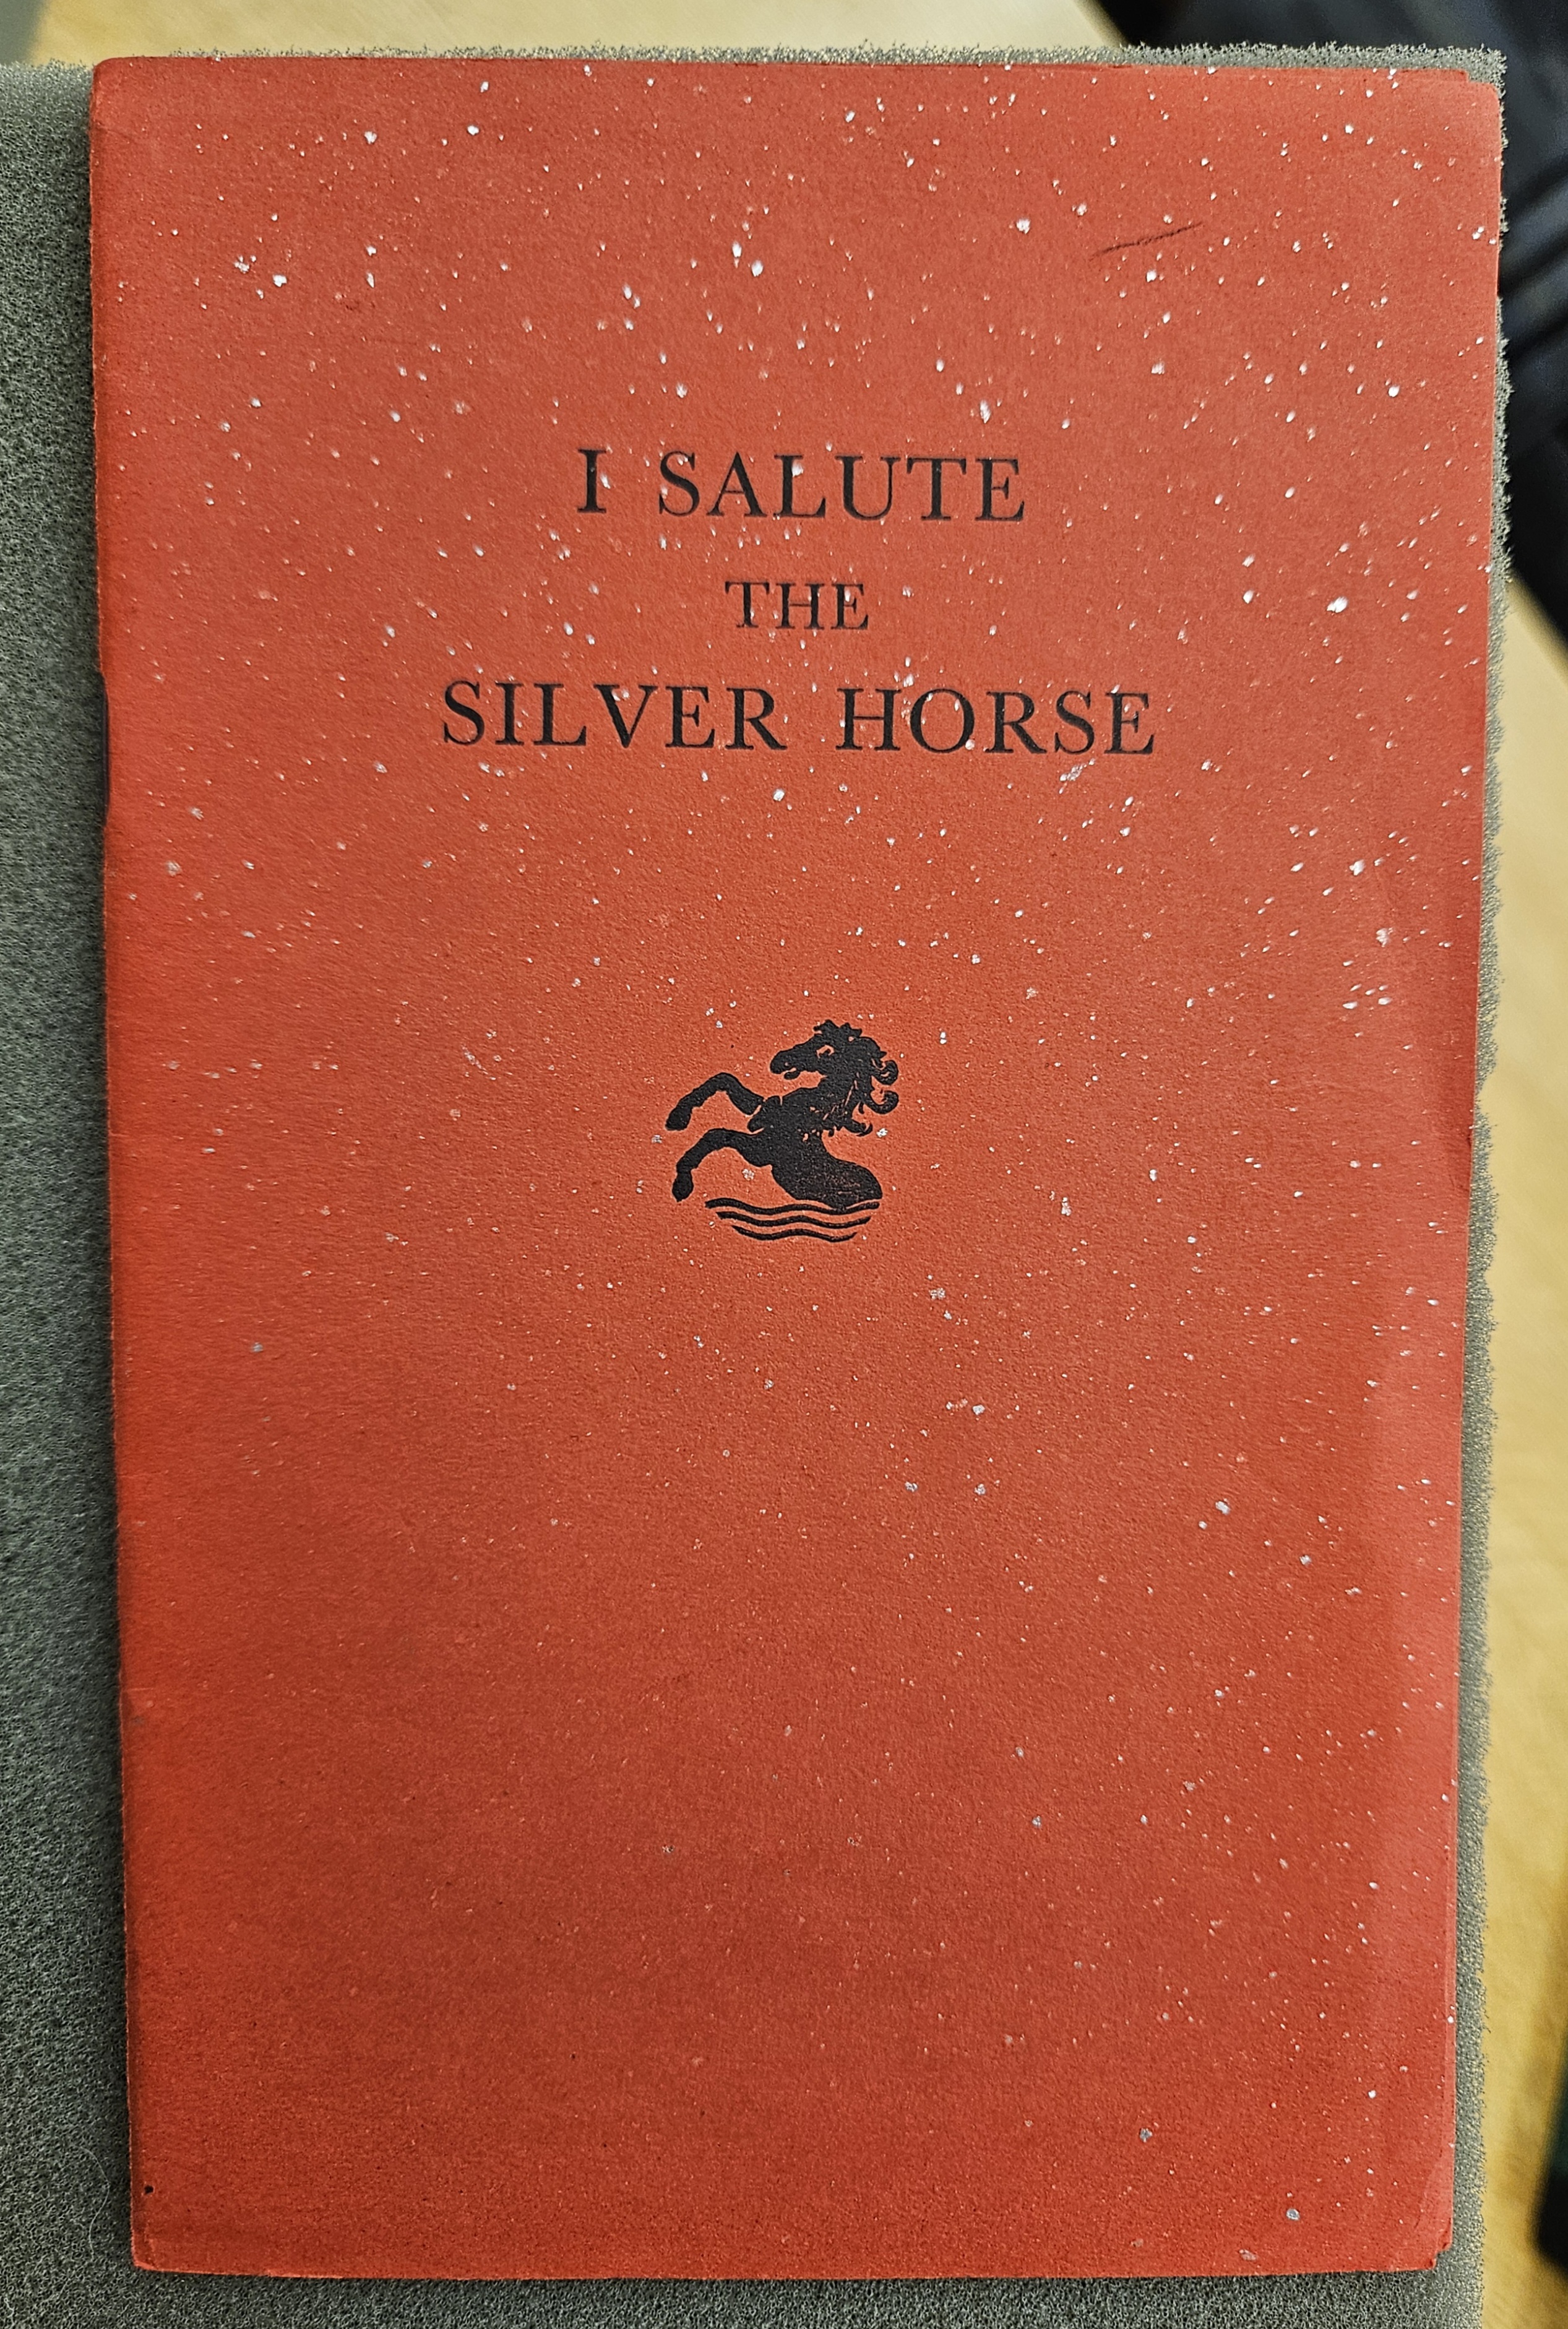 I SALUTE
THE
SILVER HORSE